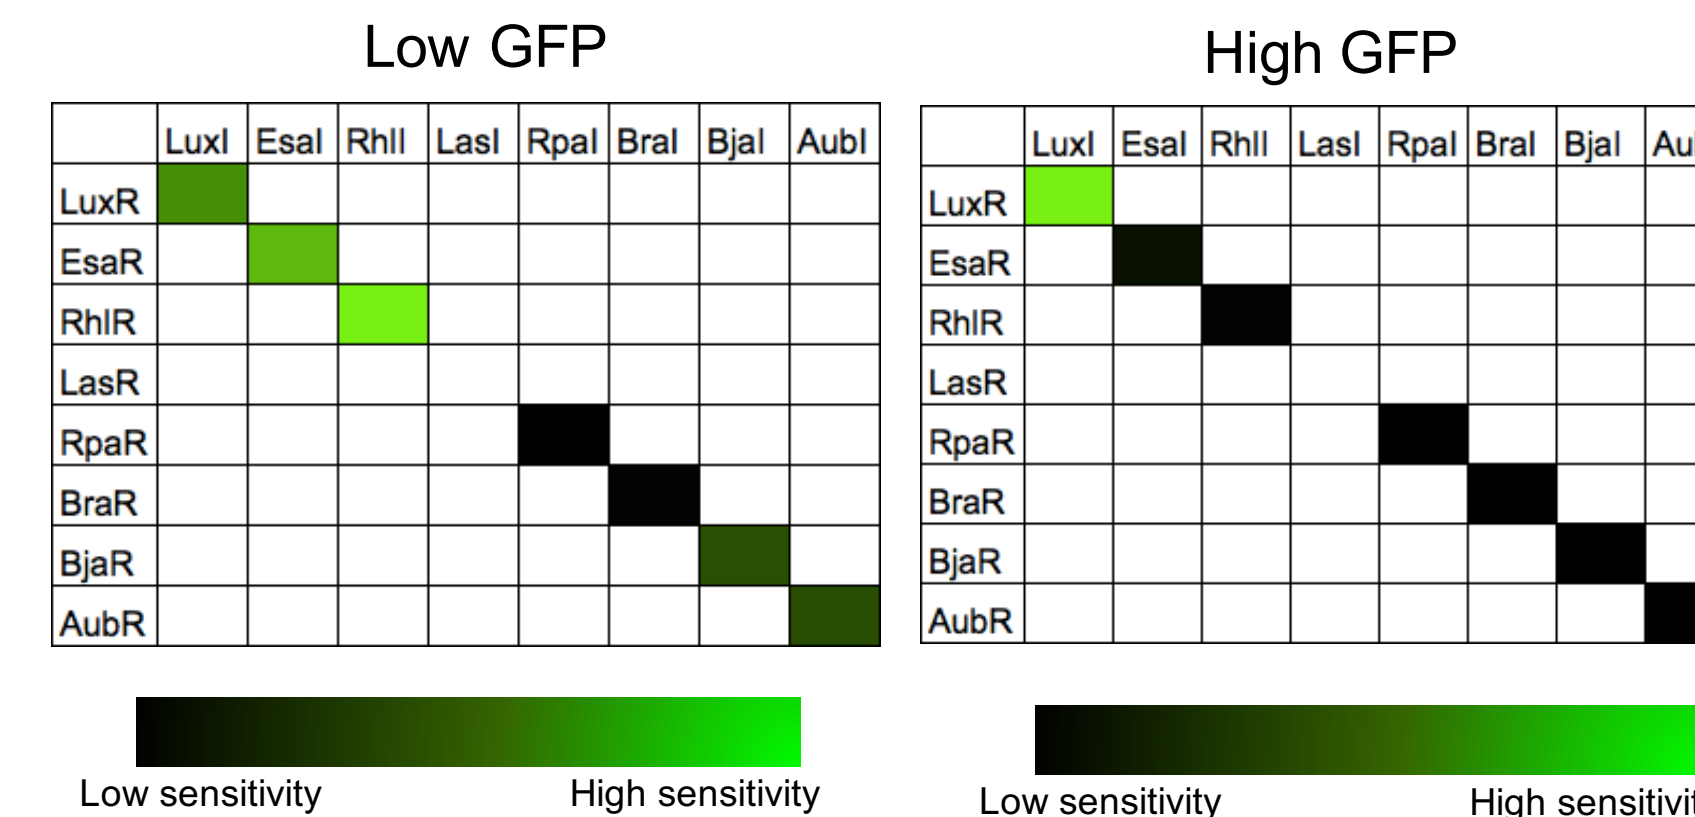 Low GFP
LuxI EsaI RhlI LasI RpaI BraI BjaI AubI
LuxR
EsaR
RhlR
LasR
RpaR
BraR
BjaR
AubR
Low sensitivity High sensitivity
High GFP
LuxI EsaI RhlI LasI RpaI BraI BjaI
LuxR
EsaR
RhlR
LasR
RpaR
BraR
BjaR
AubR
Low sensitivity High